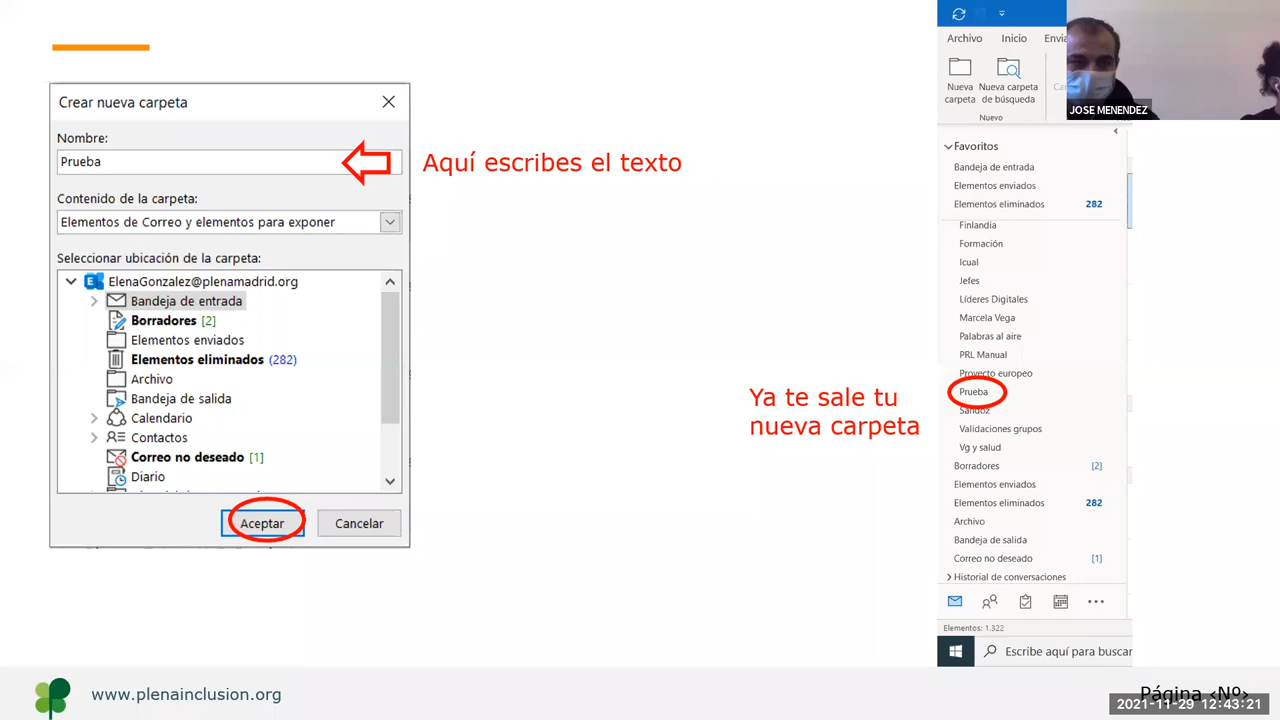 Crear nueva carpeta
Nombre:
Prueba
Aquí escribes el texto
Contenido de la carpeta:
Elementos de Correo y elementos para exponer
Seleccionar ubicación de la carpeta:
ElenaGonzalez@plenamadrid.org
Bandeja de entrada
Borradores [2]
Elementos enviados
Elementos eliminados (282)
Archivo
Bandeja de salida
Calendario
Contactos
Correo no deseado [1]
Diario
Aceptar
Cancelar
Ya te sale tu
nueva carpeta
Archivo
Inicio
JOSE MENENDEZ
Nueva
carpeta
Nueva carpeta
de búsqueda
Nuevo
Favoritos
Bandeja de entrada
Elementos enviados
Elementos eliminados 282
Finlandia
Formación
Icual
Jefes
Líderes Digitales
Marcela Vega
Palabras al aire
PRL Manual
Proyecto europeo
Prueba
Sandoz
Validaciones grupos
Vg y salud
Borradores [2]
Elementos enviados
Elementos eliminados 282
Archivo
Bandeja de salida
Correo no deseado [1]
Historial de conversaciones
Elementos: 1.322
Escribe aquí para buscar
www.plenainclusion.org
Página ‹Nº›
2021-11-29 12:43:21